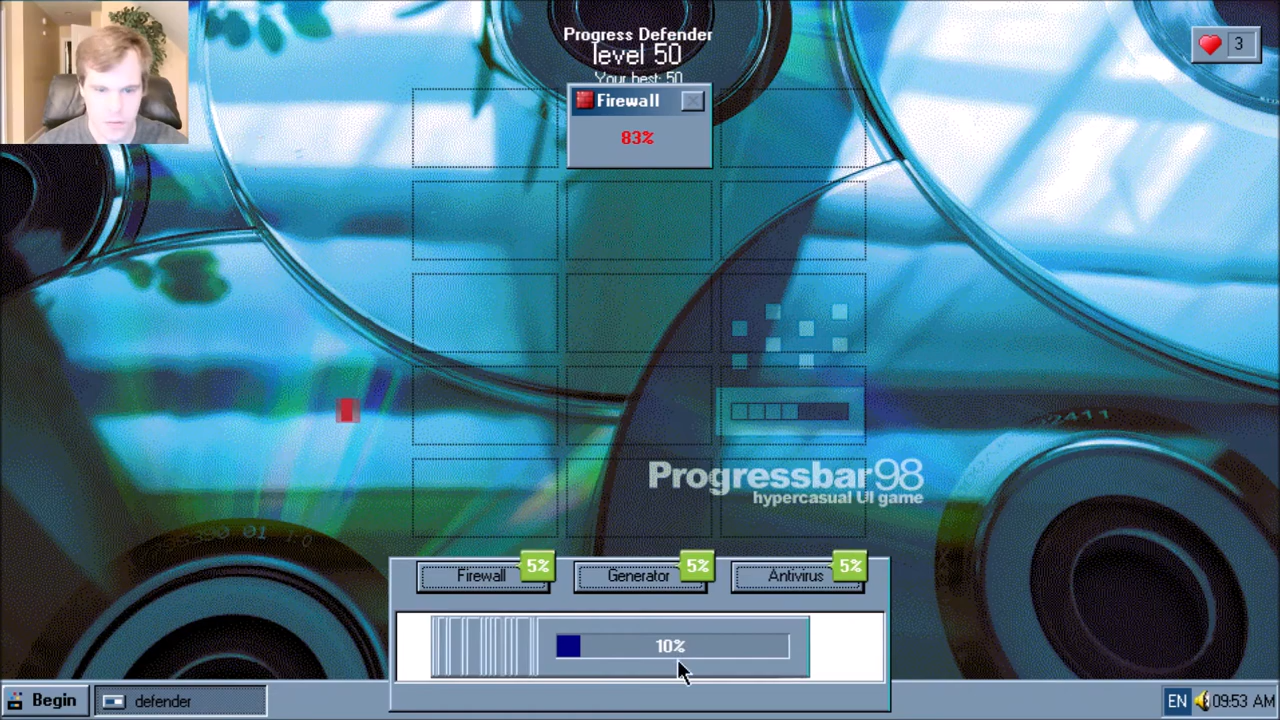 Progress Defender
level 50
Your best: 50
3
Firewall
83%
Progressbar98
hypercasual UI game
Firewall 5%
Generator 5%
Antivirus 5%
10%
Begin
defender
EN
09:53 AM